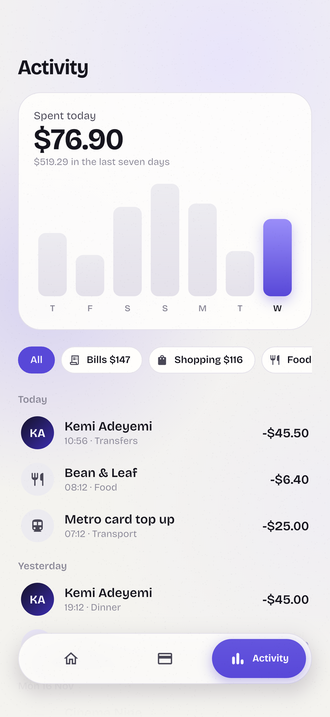 Activity
Spent today
$76.90
$519.29 in the last seven days
T F S S M T W
All
Bills $147
Shopping $116
Food
Today
KA
Kemi Adeyemi
-$45.50
10:56 · Transfers
Bean & Leaf
-$6.40
08:12 · Food
Metro card top up
-$25.00
07:12 · Transport
Yesterday
KA
Kemi Adeyemi
-$45.00
19:12 · Dinner
Activity